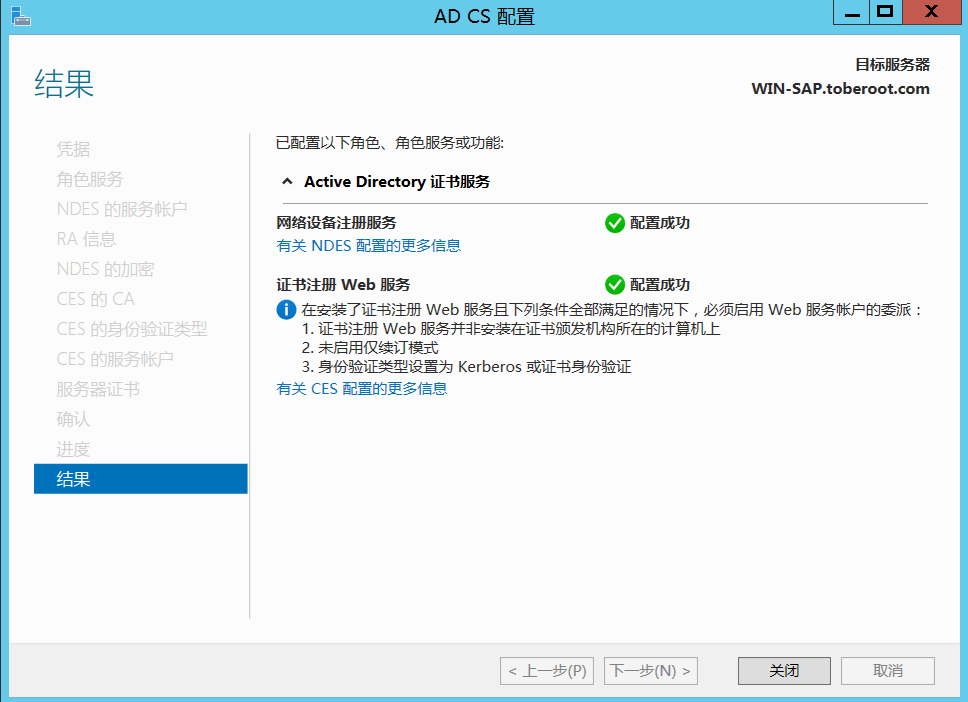 AD CS 配置
结果
目标服务器
WIN-SAP.toberoot.com
凭据
角色服务
NDES 的服务帐户
RA 信息
NDES 的加密
CES 的 CA
CES 的身份验证类型
CES 的服务帐户
服务器证书
确认
进度
结果
已配置以下角色、角色服务或功能:
Active Directory 证书服务
网络设备注册服务 配置成功
有关 NDES 配置的更多信息
证书注册 Web 服务 配置成功
在安装了证书注册 Web 服务且下列条件全部满足的情况下，必须启用 Web 服务帐户的委派：
1. 证书注册 Web 服务并非安装在证书颁发机构所在的计算机上
2. 未启用仅续订模式
3. 身份验证类型设置为 Kerberos 或证书身份验证
有关 CES 配置的更多信息
< 上一步(P) 下一步(N) > 关闭 取消